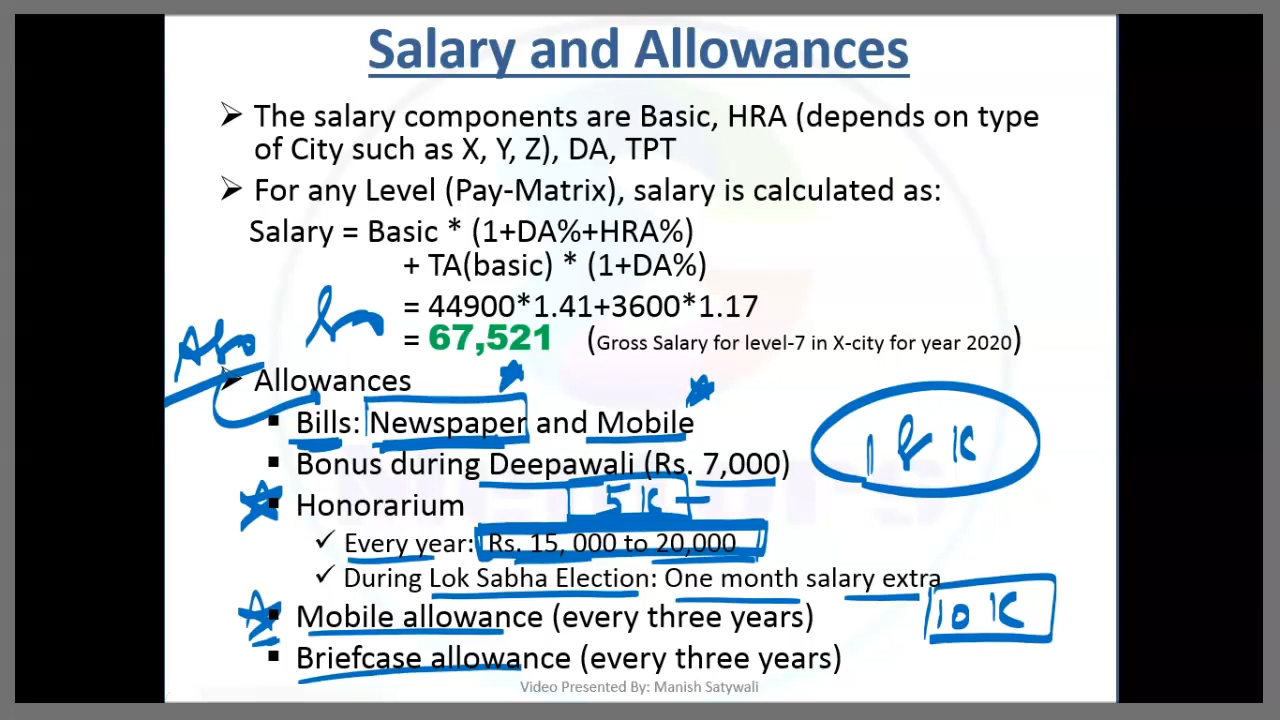 Salary and Allowances
➢ The salary components are Basic, HRA (depends on type
of City such as X, Y, Z), DA, TPT
➢ For any Level (Pay-Matrix), salary is calculated as:
Salary = Basic * (1+DA%+HRA%)
+ TA(basic) * (1+DA%)
= 44900*1.41+3600*1.17
= 67,521 (Gross Salary for level-7 in X-city for year 2020)
➢ Allowances
▪ Bills: Newspaper and Mobile
▪ Bonus during Deepawali (Rs. 7,000)
5K
▪ Honorarium
✓ Every year: Rs. 15, 000 to 20,000
✓ During Lok Sabha Election: One month salary extra
▪ Mobile allowance (every three years)
10 K
▪ Briefcase allowance (every three years)
Video Presented By: Manish Satywali